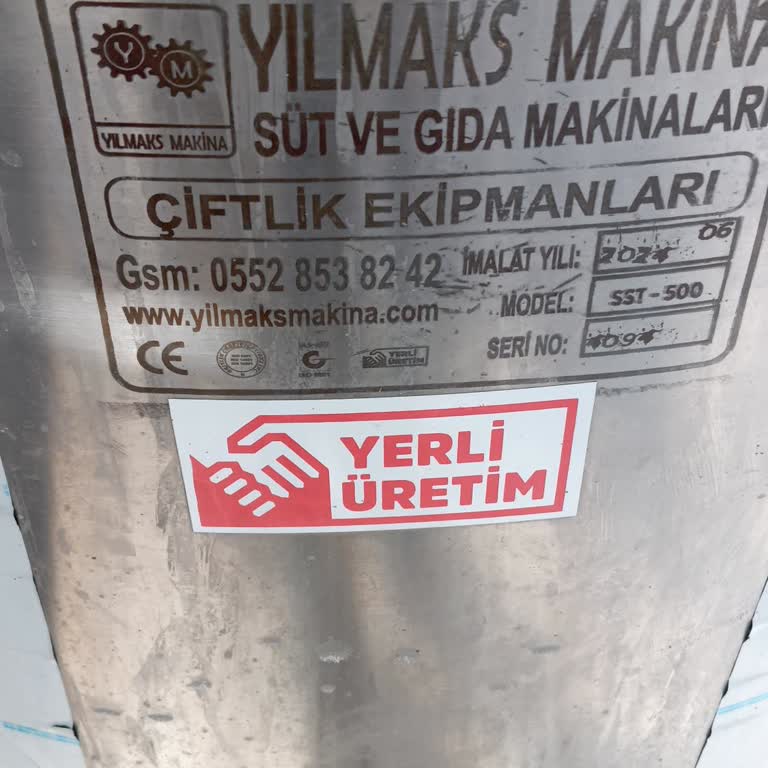 Y M
YILMAKS MAKİNA
YILMAKS MAKİNA
SÜT VE GIDA MAKİNALARI
ÇİFTLİK EKİPMANLARI
Gsm: 0552 853 82 42
www.yilmaksmakina.com
İMALAT YILI: 2024 06
MODEL: SST-500
SERİ NO:
CE
YERLİ
ÜRETİM
YERLİ
ÜRETİM